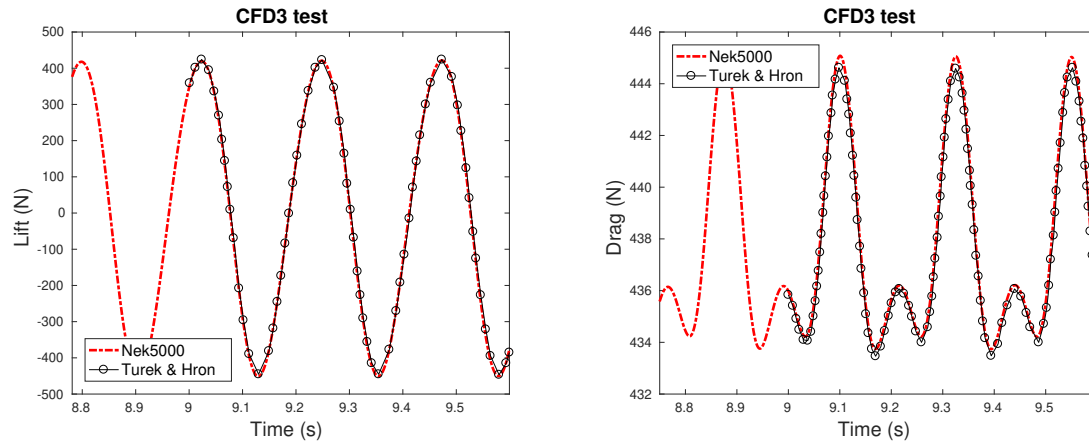 CFD3 test
500
400
300
200
100
0
-100
-200
-300
-400
-500
Lift (N)
Nek5000
Turek & Hron
8.8 8.9 9 9.1 9.2 9.3 9.4 9.5
Time (s)
CFD3 test
446
444
442
440
438
436
434
432
Drag (N)
Nek5000
Turek & Hron
8.8 8.9 9 9.1 9.2 9.3 9.4 9.5
Time (s)